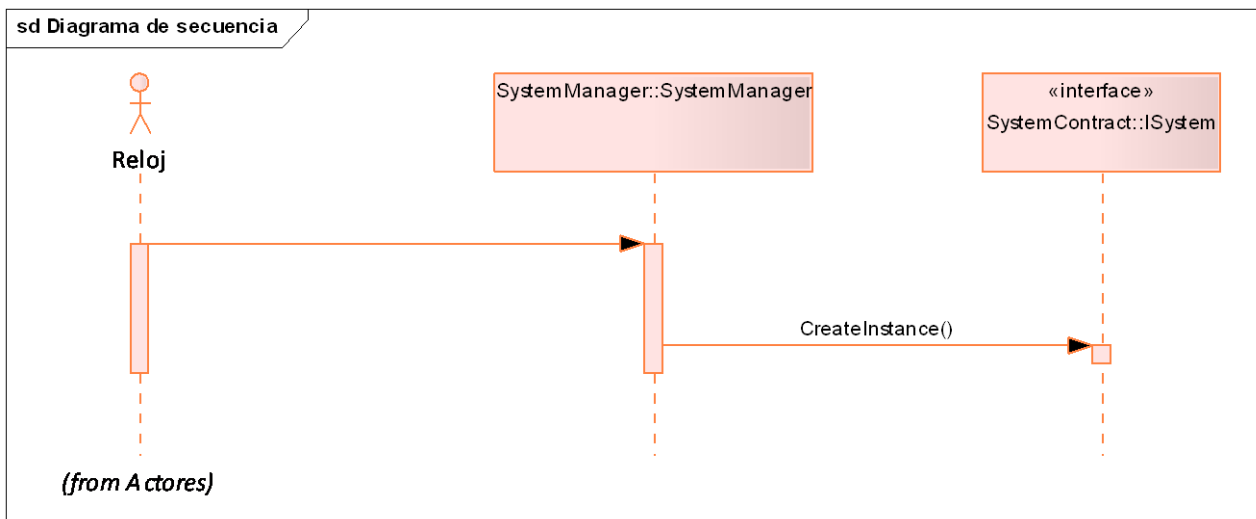 sd Diagrama de secuencia
Reloj
SystemManager::SystemManager
«interface»
SystemContract::ISystem
CreateInstance()
(from Actores)